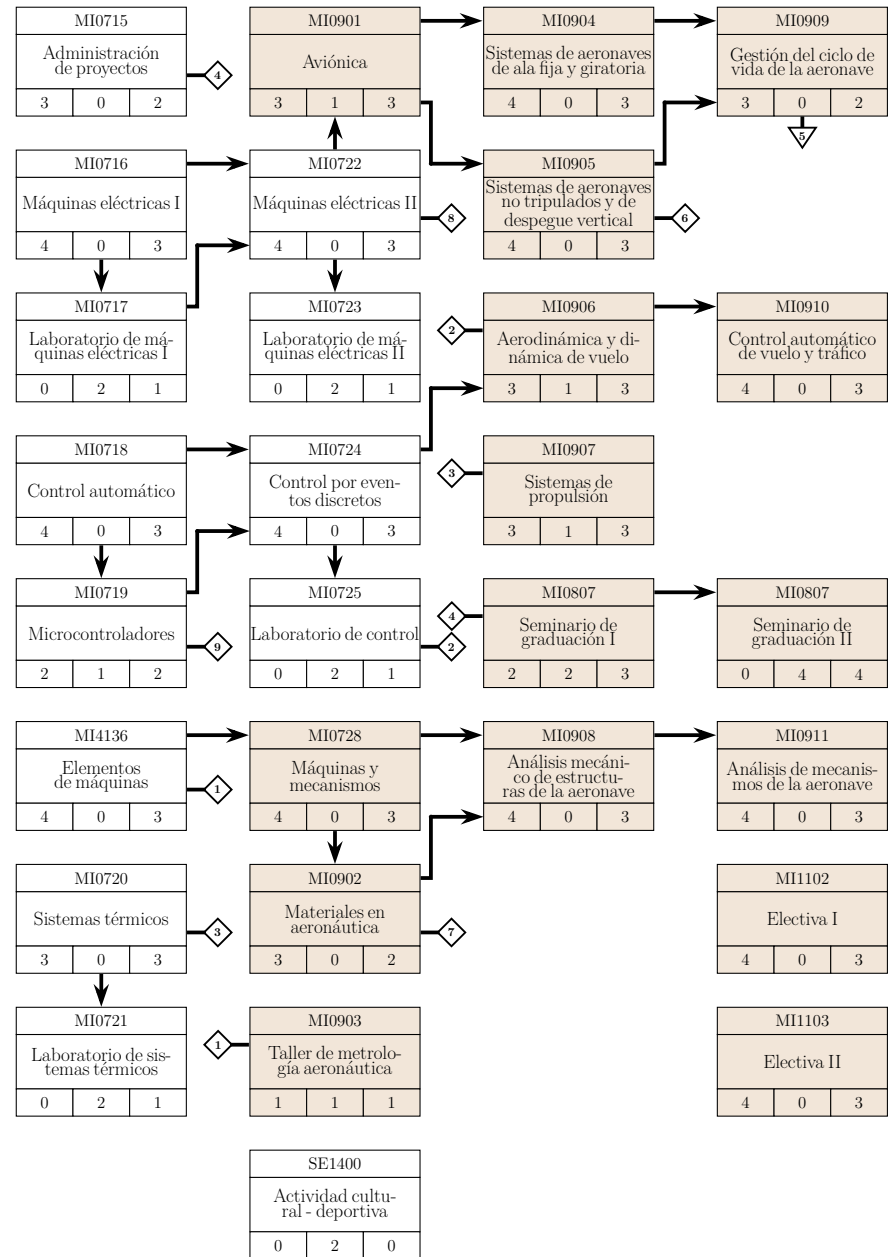 MI0715
Administración
de proyectos
3 0 2
4
MI0901
Aviónica
3 1 3
MI0904
Sistemas de aeronaves
de ala fija y giratoria
4 0 3
MI0909
Gestión del ciclo de
vida de la aeronave
3 0 2
5
MI0716
Máquinas eléctricas I
4 0 3
MI0722
Máquinas eléctricas II
4 0 3
8
MI0905
Sistemas de aeronaves
no tripulados y de
despegue vertical
4 0 3
6
MI0717
Laboratorio de má-
quinas eléctricas I
0 2 1
MI0723
Laboratorio de má-
quinas eléctricas II
0 2 1
2
MI0906
Aerodinámica y di-
námica de vuelo
3 1 3
MI0910
Control automático
de vuelo y tráfico
4 0 3
MI0718
Control automático
4 0 3
MI0724
Control por even-
tos discretos
4 0 3
3
MI0907
Sistemas de
propulsión
3 1 3
MI0719
Microcontroladores
2 1 2
9
MI0725
Laboratorio de control
0 2 1
2
4
MI0807
Seminario de
graduación I
2 2 3
MI0807
Seminario de
graduación II
0 4 4
MI4136
Elementos
de máquinas
4 0 3
1
MI0728
Máquinas y
mecanismos
4 0 3
MI0908
Análisis mecáni-
co de estructu-
ras de la aeronave
4 0 3
MI0911
Análisis de mecanis-
mos de la aeronave
4 0 3
MI0720
Sistemas térmicos
3 0 3
3
MI0902
Materiales en
aeronáutica
3 0 2
7
MI1102
Electiva I
4 0 3
MI0721
Laboratorio de sis-
temas térmicos
0 2 1
1
MI0903
Taller de metrolo-
gía aeronáutica
1 1 1
MI1103
Electiva II
4 0 3
SE1400
Actividad cultu-
ral - deportiva
0 2 0